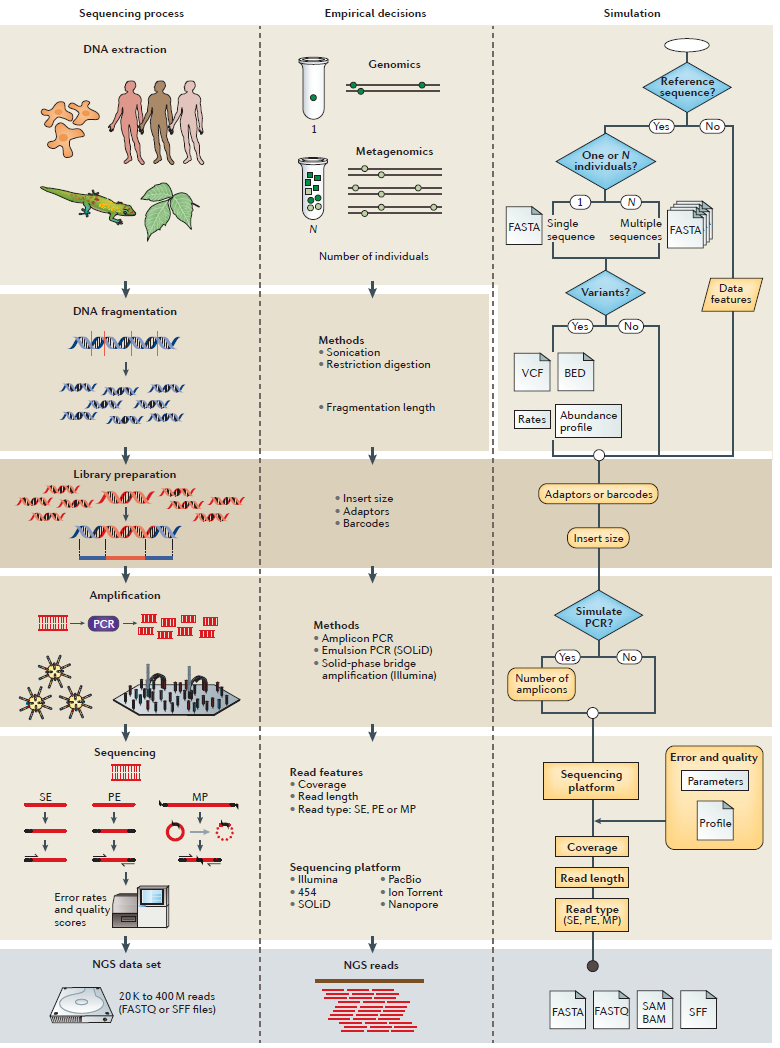 Sequencing process
Empirical decisions
Simulation
DNA extraction
Genomics
1
Metagenomics
N
Number of individuals
Reference
sequence?
Yes
No
One or N
individuals?
1
N
FASTA
Single
sequence
Multiple
sequences
FASTA
Variants?
Data
features
Yes
No
VCF
BED
Rates
Abundance
profile
DNA fragmentation
Methods
• Sonication
• Restriction digestion
• Fragmentation length
Library preparation
• Insert size
• Adaptors
• Barcodes
Adaptors or barcodes
Insert size
Amplification
PCR
Methods
• Amplicon PCR
• Emulsion PCR (SOLiD)
• Solid-phase bridge
amplification (Illumina)
Simulate
PCR?
Yes
No
Number of
amplicons
Sequencing
SE
PE
MP
Error rates
and quality
scores
Read features
• Coverage
• Read length
• Read type: SE, PE or MP
Sequencing platform
• Illumina
• 454
• SOLiD
• PacBio
• Ion Torrent
• Nanopore
Sequencing
platform
Error and quality
Parameters
Profile
Coverage
Read length
Read type
(SE, PE, MP)
NGS data set
20 K to 400 M reads
(FASTQ or SFF files)
NGS reads
FASTA
FASTQ
SAM
BAM
SFF